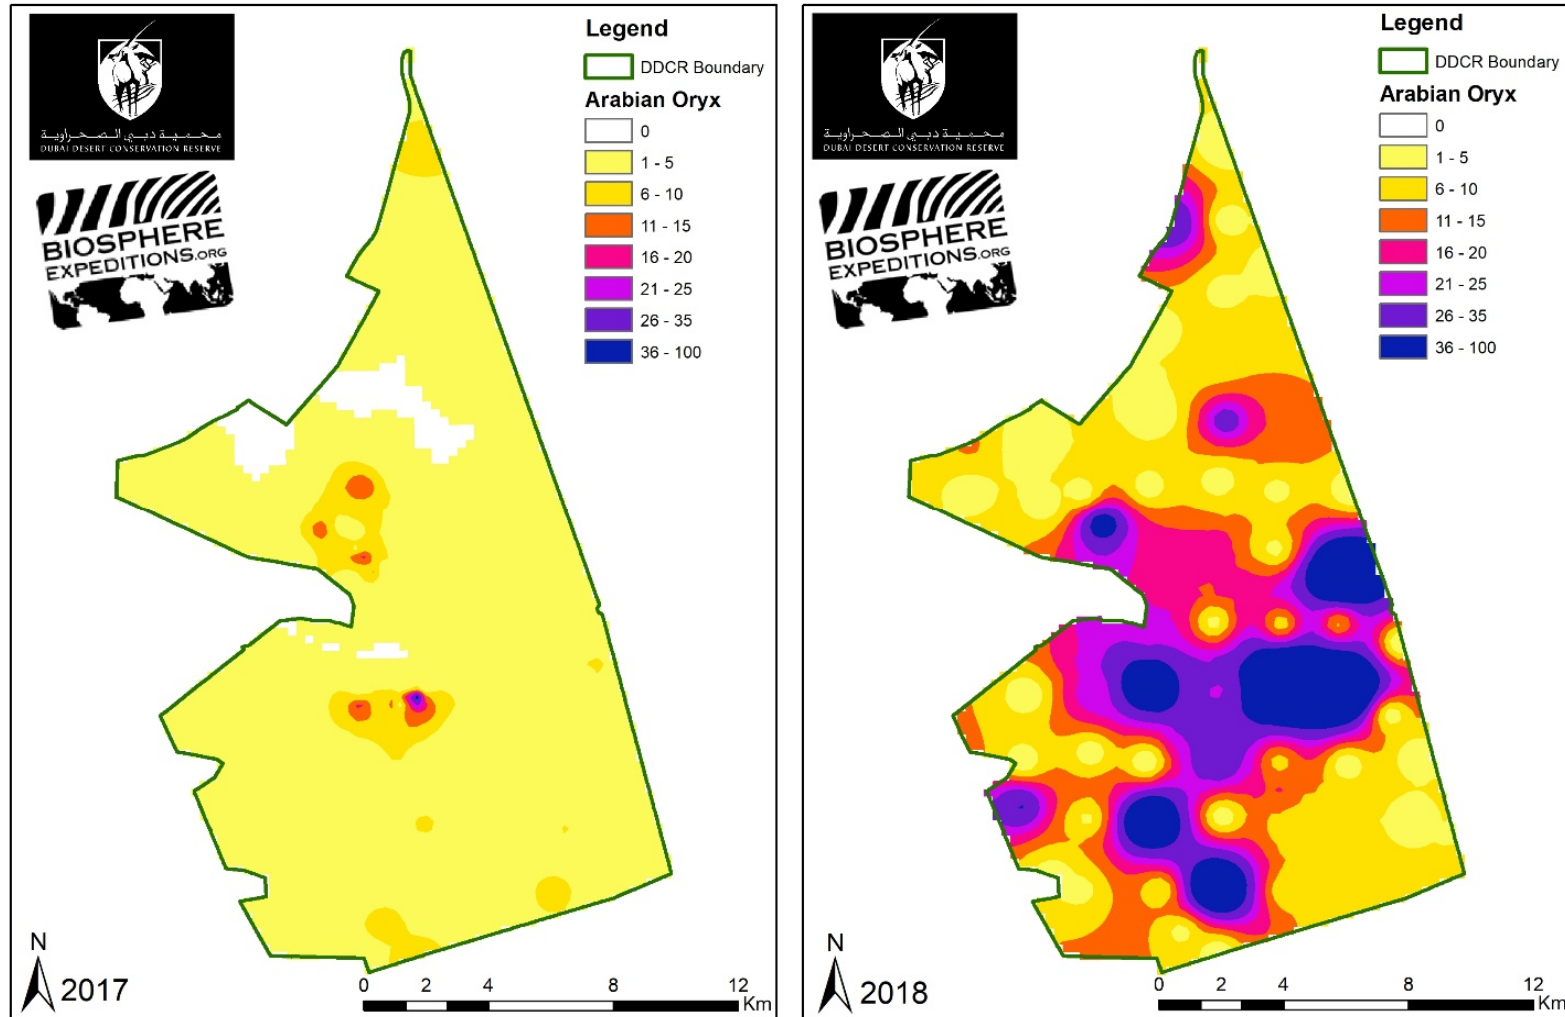 محمية دبي الصحراوية
DUBAI DESERT CONSERVATION RESERVE
BIOSPHERE
EXPEDITIONS.ORG
Legend
DDCR Boundary
Arabian Oryx
0
1 - 5
6 - 10
11 - 15
16 - 20
21 - 25
26 - 35
36 - 100
N
2017
0 2 4 8 12
Km
محمية دبي الصحراوية
DUBAI DESERT CONSERVATION RESERVE
BIOSPHERE
EXPEDITIONS.ORG
Legend
DDCR Boundary
Arabian Oryx
0
1 - 5
6 - 10
11 - 15
16 - 20
21 - 25
26 - 35
36 - 100
N
2018
0 2 4 8 12
Km